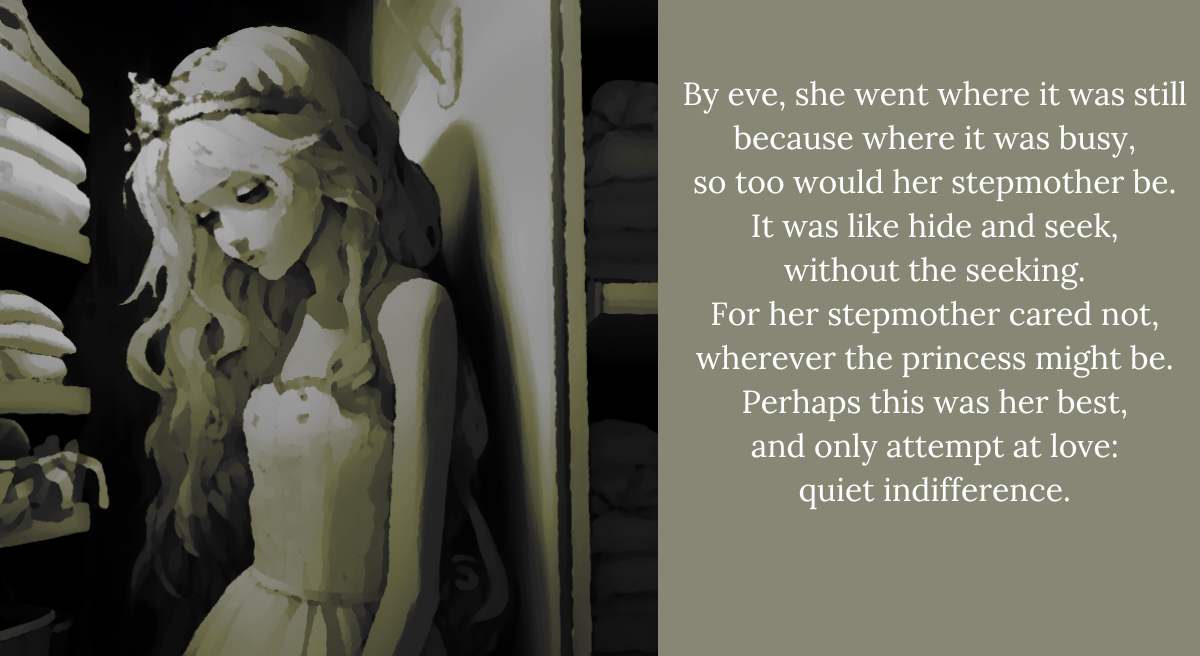 By eve, she went where it was still
because where it was busy,
so too would her stepmother be.
It was like hide and seek,
without the seeking.
For her stepmother cared not,
wherever the princess might be.
Perhaps this was her best,
and only attempt at love:
quiet indifference.